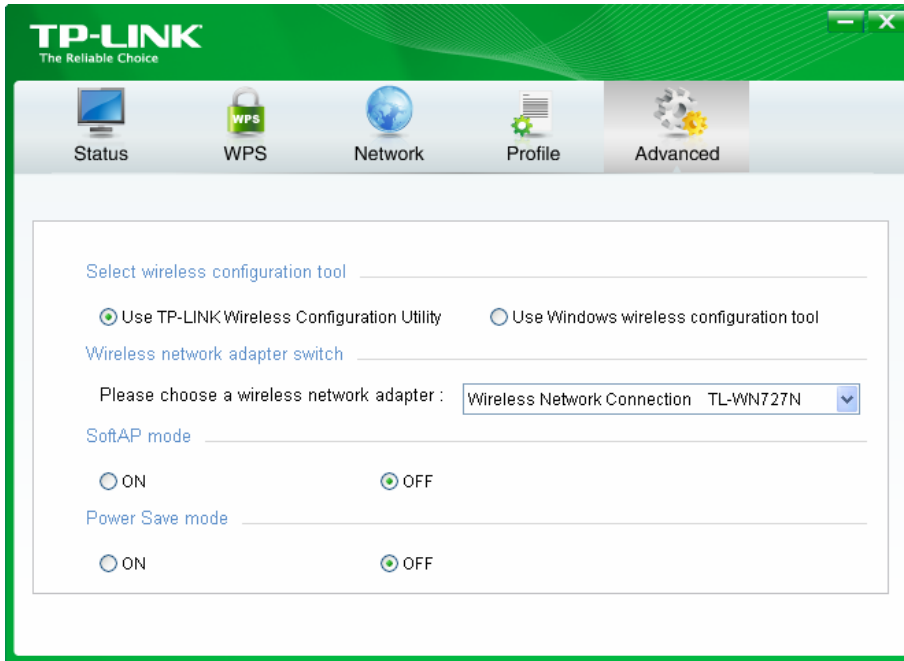 TP-LINK
The Reliable Choice
WPS
Status WPS Network Profile Advanced
Select wireless configuration tool
Use TP-LINK Wireless Configuration Utility Use Windows wireless configuration tool
Wireless network adapter switch
Please choose a wireless network adapter : Wireless Network Connection TL-WN727N
SoftAP mode
ON OFF
Power Save mode
ON OFF